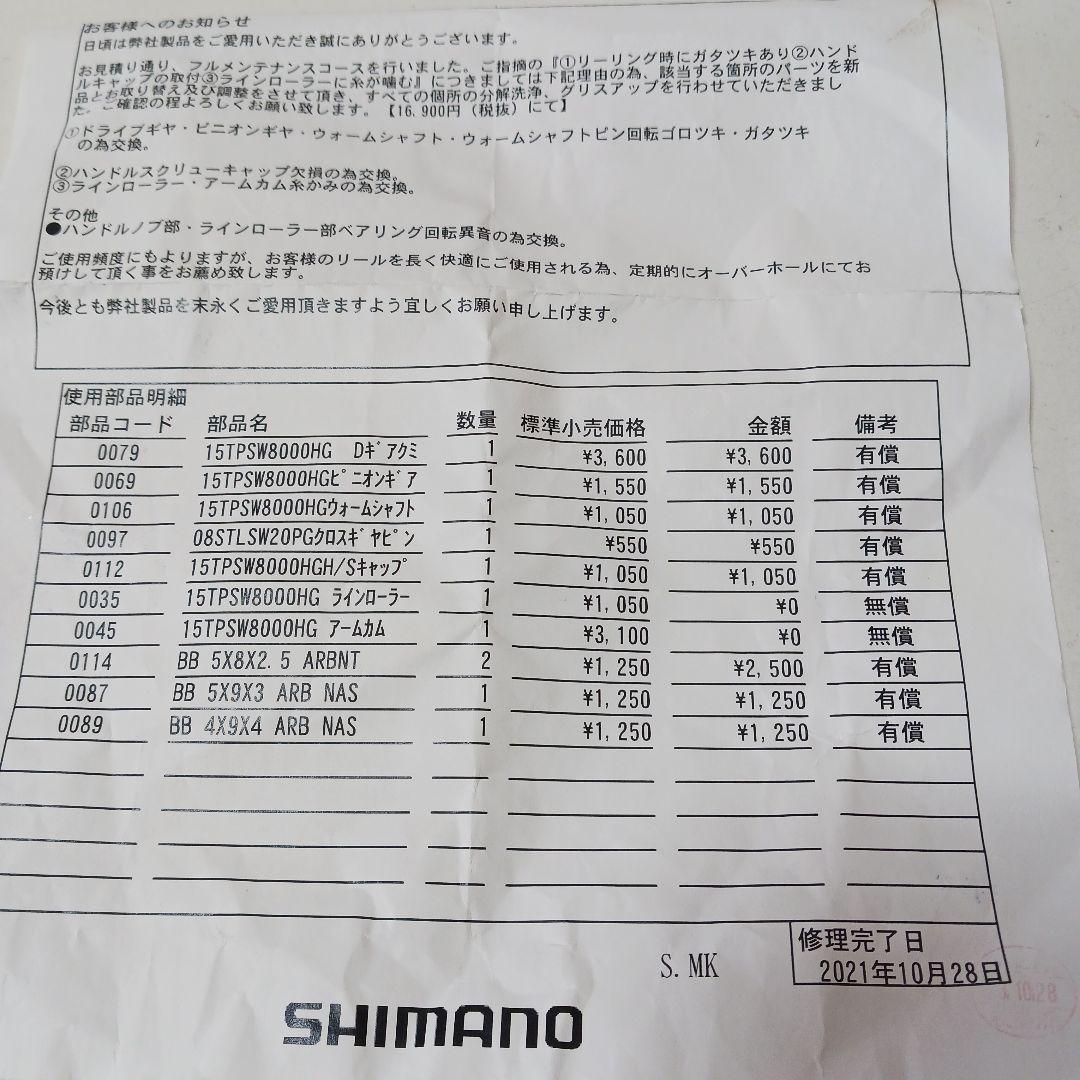 お客様へのお知らせ
日頃は弊社製品をご愛用いただき誠にありがとうございます。
お見積り通り、フルメンテナンスコースを行いました。ご指摘の『①リーリング時にガタツキあり②ハンド
ルキャップの取付③ラインローラーに糸が噛む』につきましては下記理由の為、該当する箇所のパーツを新
品とお取り替え及び調整をさせて頂き、すべての個所の分解洗浄、グリスアップを行わせていただきまし
た。ご確認の程よろしくお願い致します。【16,900円（税抜）にて】
①ドライブギヤ・ピニオンギヤ・ウォームシャフト・ウォームシャフトピン回転ゴロツキ・ガタツキ
の為交換。
②ハンドルスクリューキャップ欠損の為交換。
③ラインローラー・アームカム糸かみの為交換。
その他
●ハンドルノブ部・ラインローラー部ベアリング回転異音の為交換。
ご使用頻度にもよりますが、お客様のリールを長く快適にご使用される為、定期的にオーバーホールにてお
預けして頂く事をお薦め致します。
今後とも弊社製品を末永くご愛用頂きますよう宜しくお願い申し上げます。
使用部品明細
部品コード 部品名 数量 標準小売価格 金額 備考
0079 15TPSW8000HG Dギアクミ 1 ¥3,600 ¥3,600 有償
0069 15TPSW8000HGピニオンギア 1 ¥1,550 ¥1,550 有償
0106 15TPSW8000HGウォームシャフト 1 ¥1,050 ¥1,050 有償
0097 08STLSW20PGクロスギヤピン 1 ¥550 ¥550 有償
0112 15TPSW8000HGH/Sキャップ 1 ¥1,050 ¥1,050 有償
0035 15TPSW8000HG ラインローラー 1 ¥1,050 ¥0 無償
0045 15TPSW8000HG アームカム 1 ¥3,100 ¥0 無償
0114 BB 5X8X2.5 ARBNT 2 ¥1,250 ¥2,500 有償
0087 BB 5X9X3 ARB NAS 1 ¥1,250 ¥1,250 有償
0089 BB 4X9X4 ARB NAS 1 ¥1,250 ¥1,250 有償
修理完了日
S.MK 2021年10月28日
10.28
SHIMANO